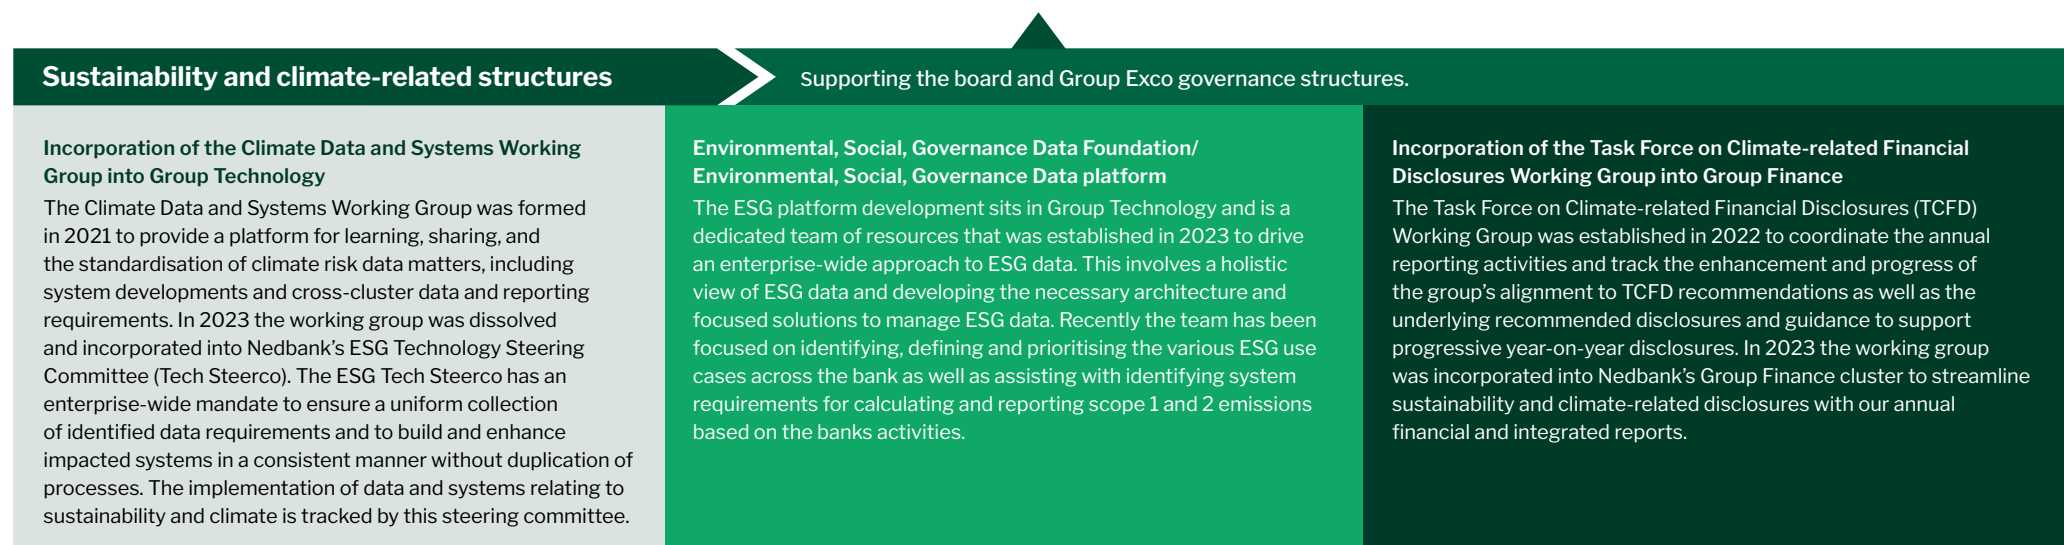 Sustainability and climate-related structures
Supporting the board and Group Exco governance structures.
Incorporation of the Climate Data and Systems Working
Group into Group Technology
The Climate Data and Systems Working Group was formed
in 2021 to provide a platform for learning, sharing, and
the standardisation of climate risk data matters, including
system developments and cross-cluster data and reporting
requirements. In 2023 the working group was dissolved
and incorporated into Nedbank's ESG Technology Steering
Committee (Tech Steerco). The ESG Tech Steerco has an
enterprise-wide mandate to ensure a uniform collection
of identified data requirements and to build and enhance
impacted systems in a consistent manner without duplication of
processes. The implementation of data and systems relating to
sustainability and climate is tracked by this steering committee.
Environmental, Social, Governance Data Foundation/
Environmental, Social, Governance Data platform
The ESG platform development sits in Group Technology and is a
dedicated team of resources that was established in 2023 to drive
an enterprise-wide approach to ESG data. This involves a holistic
view of ESG data and developing the necessary architecture and
focused solutions to manage ESG data. Recently the team has been
focused on identifying, defining and prioritising the various ESG use
cases across the bank as well as assisting with identifying system
requirements for calculating and reporting scope 1 and 2 emissions
based on the banks activities.
Incorporation of the Task Force on Climate-related Financial
Disclosures Working Group into Group Finance
The Task Force on Climate-related Financial Disclosures (TCFD)
Working Group was established in 2022 to coordinate the annual
reporting activities and track the enhancement and progress of
the group's alignment to TCFD recommendations as well as the
underlying recommended disclosures and guidance to support
progressive year-on-year disclosures. In 2023 the working group
was incorporated into Nedbank's Group Finance cluster to streamline
sustainability and climate-related disclosures with our annual
financial and integrated reports.